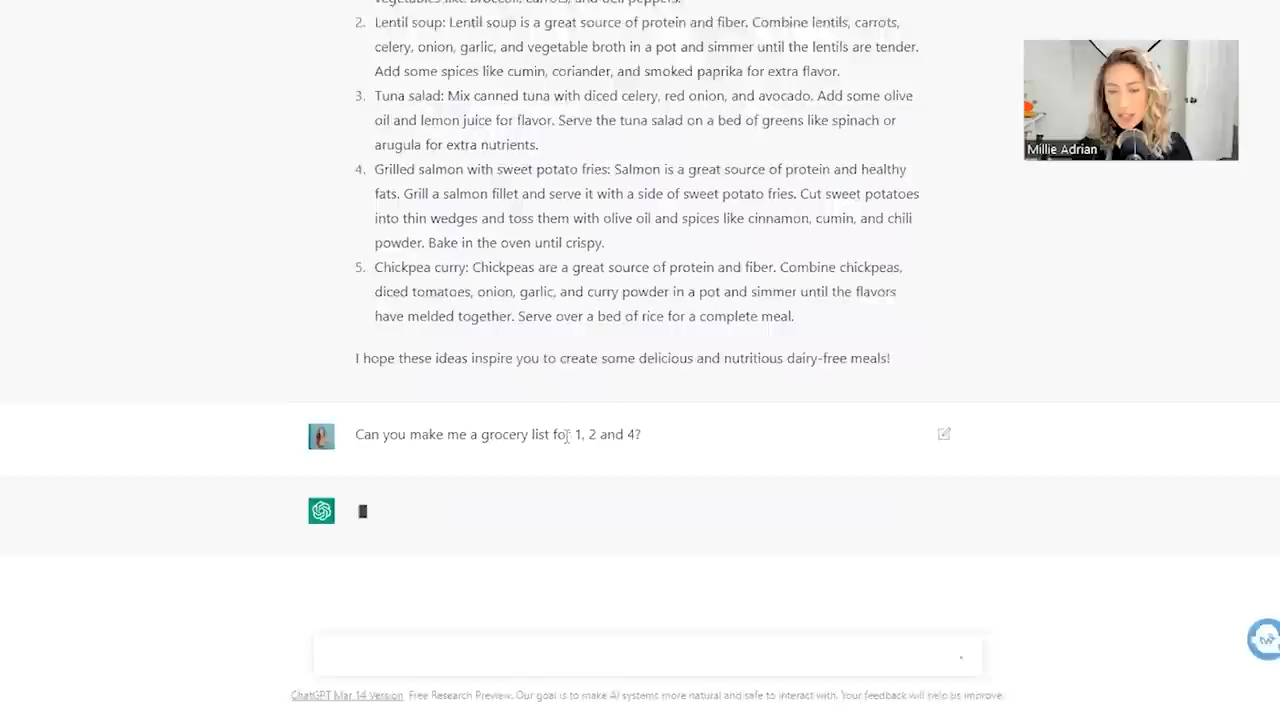 2. Lentil soup: Lentil soup is a great source of protein and fiber. Combine lentils, carrots,
celery, onion, garlic, and vegetable broth in a pot and simmer until the lentils are tender.
Add some spices like cumin, coriander, and smoked paprika for extra flavor.
3. Tuna salad: Mix canned tuna with diced celery, red onion, and avocado. Add some olive
oil and lemon juice for flavor. Serve the tuna salad on a bed of greens like spinach or
arugula for extra nutrients.
4. Grilled salmon with sweet potato fries: Salmon is a great source of protein and healthy
fats. Grill a salmon fillet and serve it with a side of sweet potato fries. Cut sweet potatoes
into thin wedges and toss them with olive oil and spices like cinnamon, cumin, and chili
powder. Bake in the oven until crispy.
5. Chickpea curry: Chickpeas are a great source of protein and fiber. Combine chickpeas,
diced tomatoes, onion, garlic, and curry powder in a pot and simmer until the flavors
have melded together. Serve over a bed of rice for a complete meal.
I hope these ideas inspire you to create some delicious and nutritious dairy-free meals!
Millie Adrian
Can you make me a grocery list for 1, 2 and 4?
ChatGPT Mar 14 Version. Free Research Preview. Our goal is to make AI systems more natural and safe to interact with. Your feedback will help us improve.